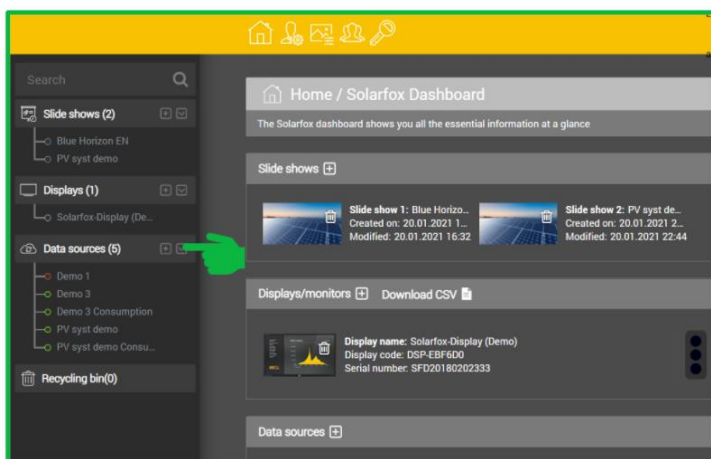 Search
Slide shows (2)
Blue Horizon EN
PV syst demo
Displays (1)
Solarfox-Display (De...
Data sources (5)
Demo 1
Demo 3
Demo 3 Consumption
PV syst demo
PV syst demo Consu...
Recycling bin(0)
Home / Solarfox Dashboard
The Solarfox dashboard shows you all the essential information at a glance
Slide shows
Slide show 1: Blue Horizo...
Created on: 20.01.2021 1...
Modified: 20.01.2021 16:32
Slide show 2: PV syst de...
Created on: 20.01.2021 2...
Modified: 20.01.2021 22:44
Displays/monitors Download CSV
Display name: Solarfox-Display (Demo)
Display code: DSP-EBF6D0
Serial number: SFD20180202333
Data sources